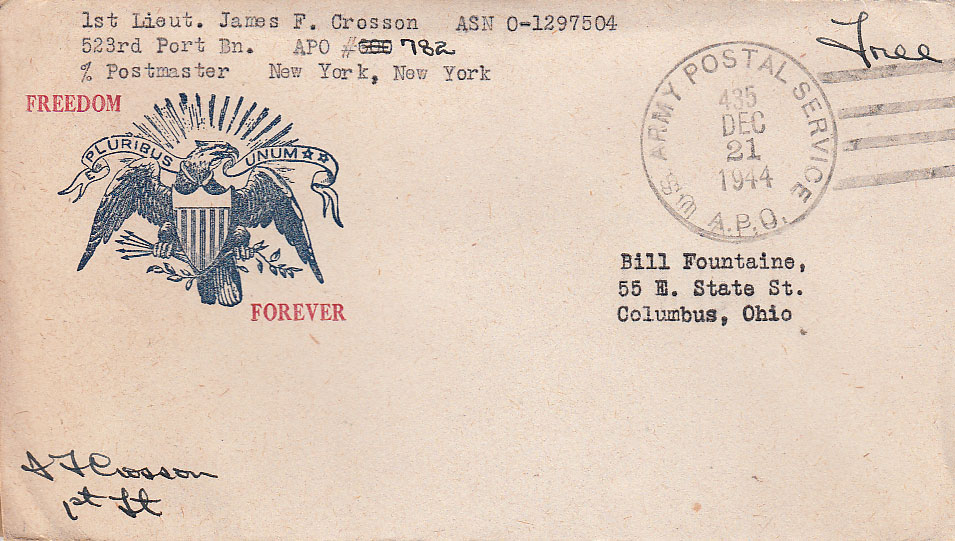 1st Lieut. James F. Crosson ASN O-1297504
523rd Port Bn. APO # 782
% Postmaster New York, New York
Free
FREEDOM
E PLURIBUS UNUM
FOREVER
U.S. ARMY POSTAL SERVICE
435
DEC
21
1944
A.P.O.
Bill Fountaine,
55 E. State St.
Columbus, Ohio
J F Crosson
1st Lt